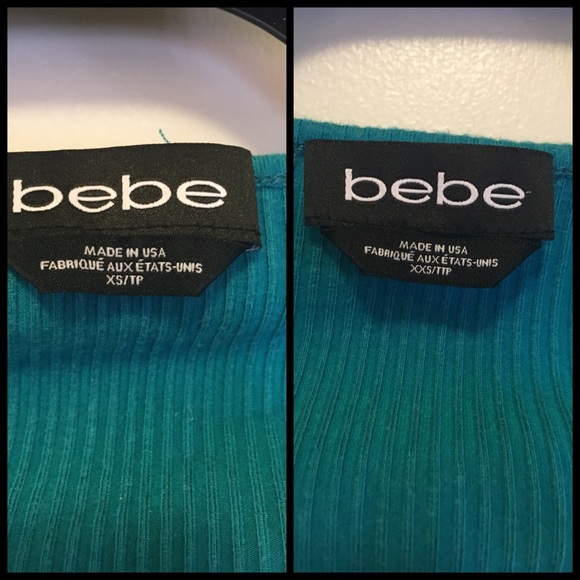 bebe
MADE IN USA
FABRIQUÉ AUX ÉTATS-UNIS
XS/TP
bebe
MADE IN USA
FABRIQUÉ AUX ÉTATS-UNIS
XXS/TTP